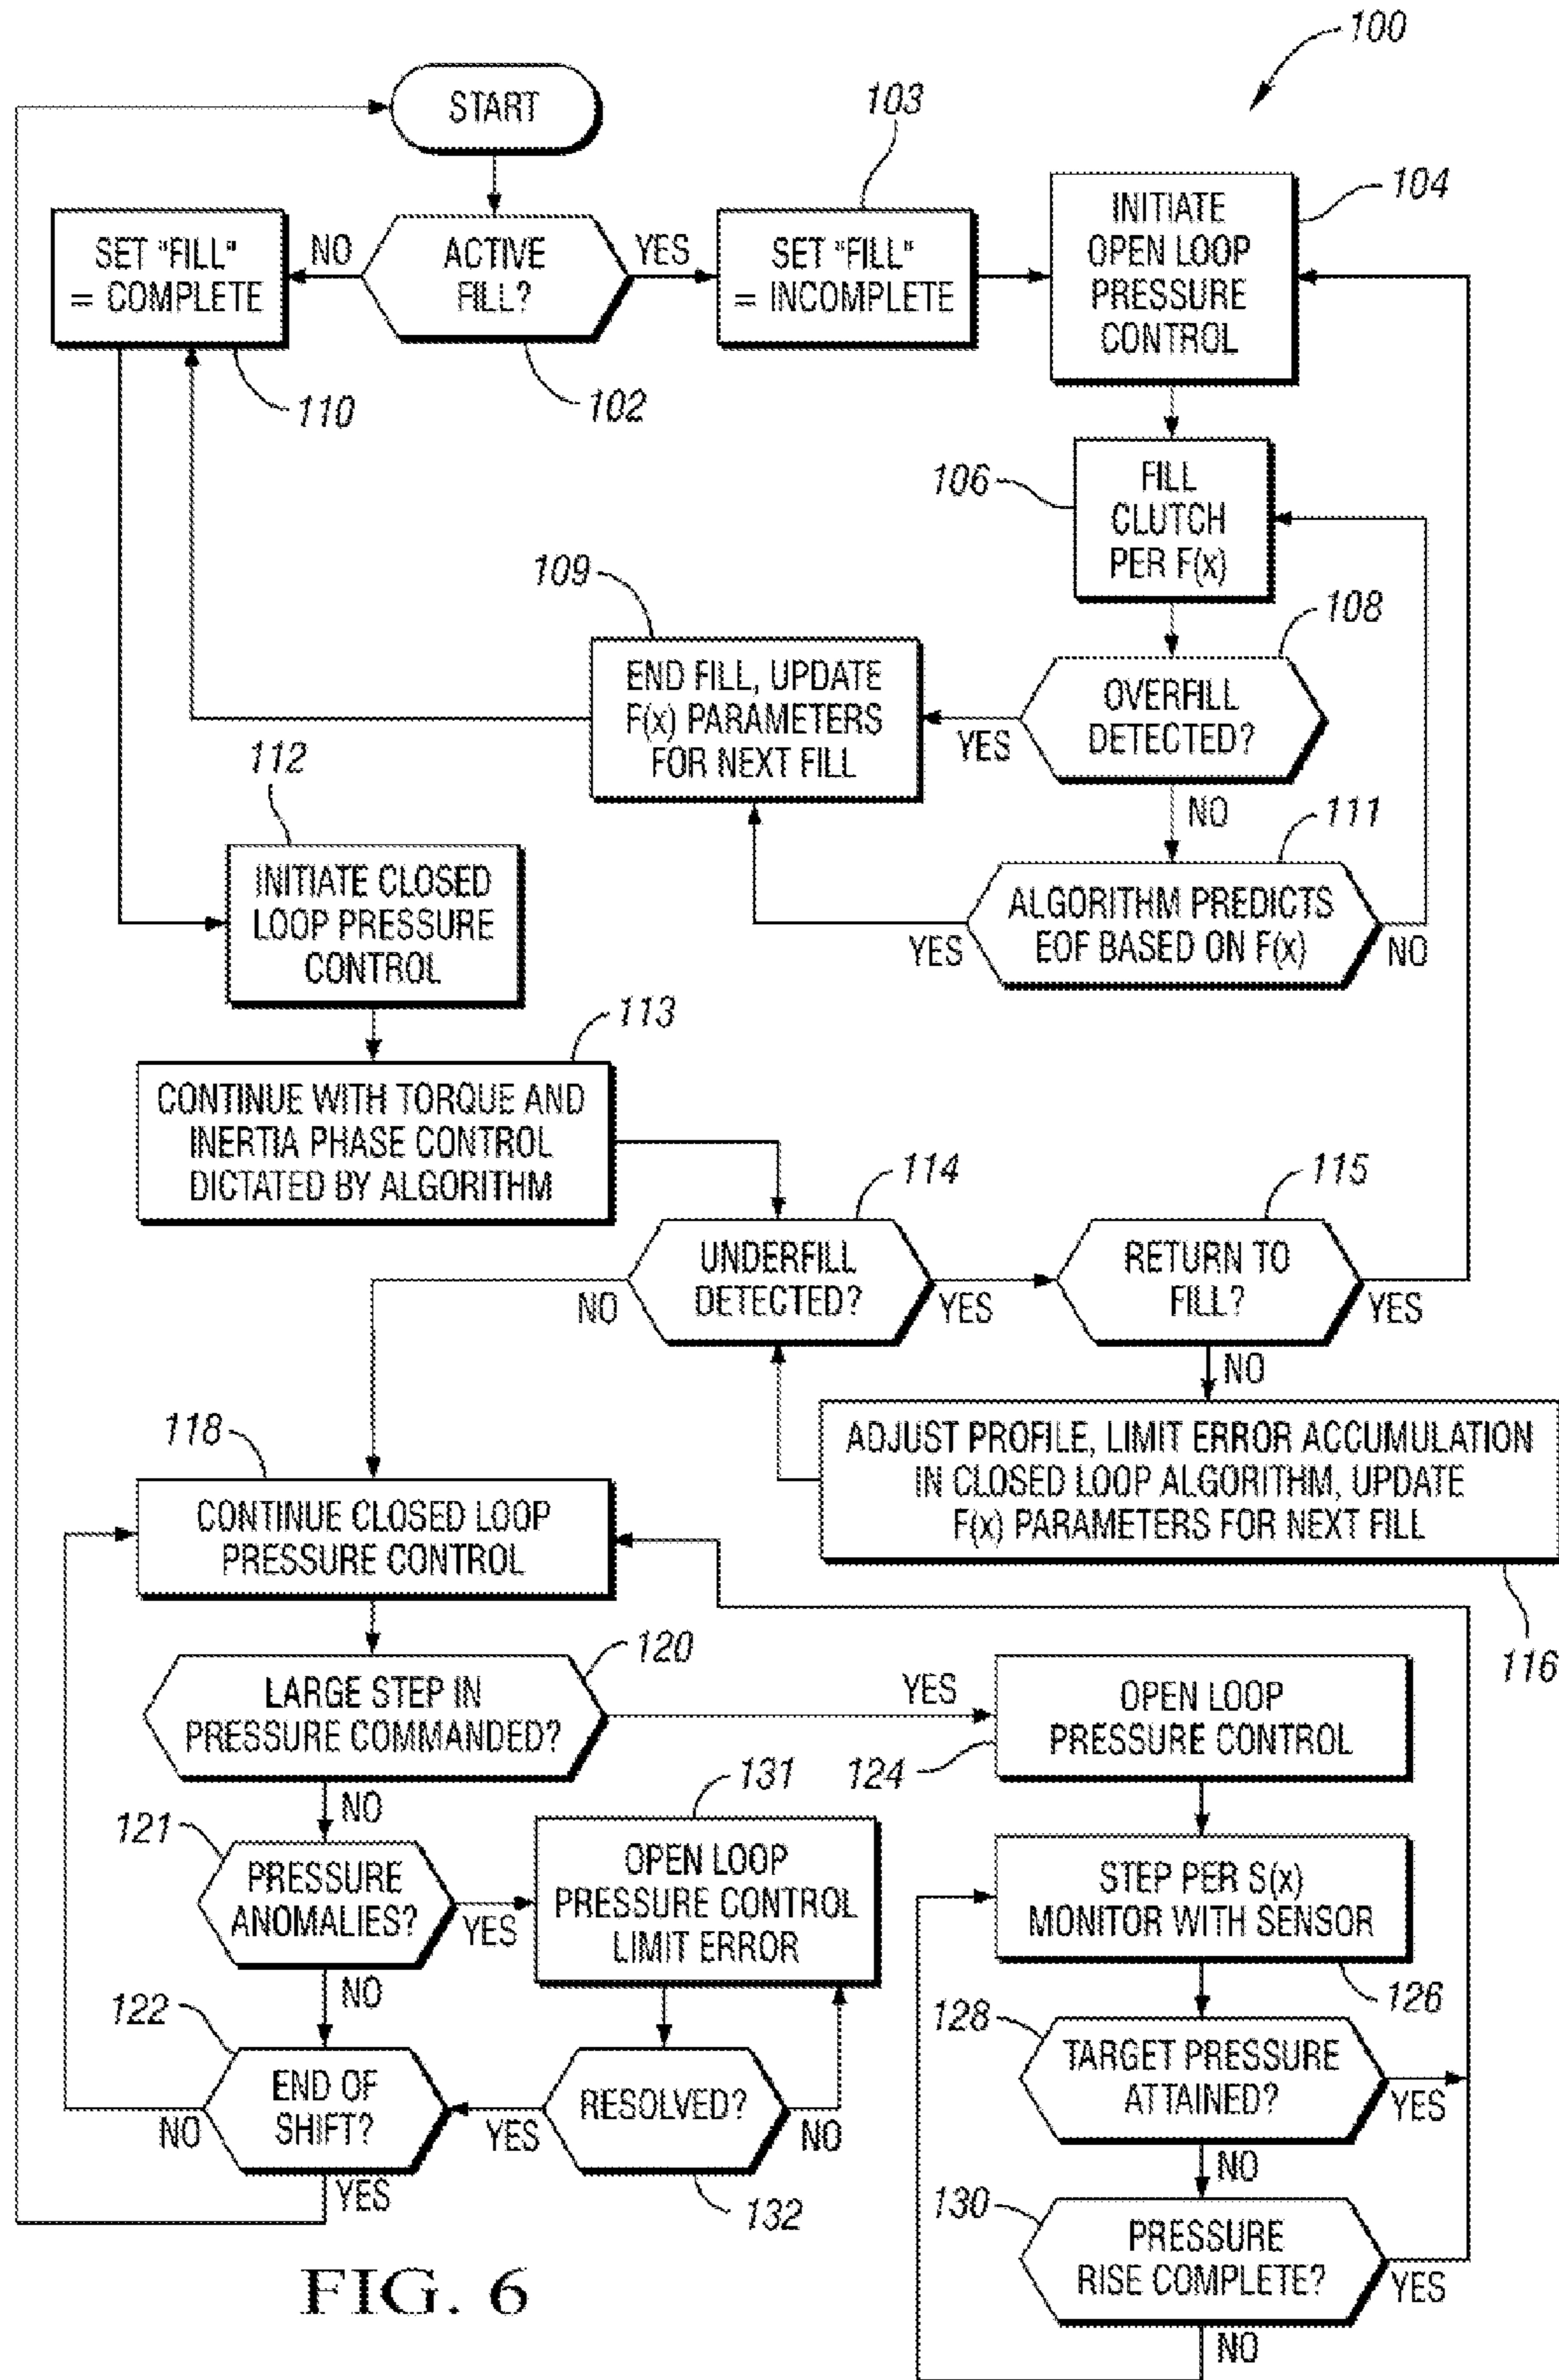 100
START
103
104
INITIATE
OPEN LOOP
PRESSURE
CONTROL
SET "FILL"
= COMPLETE
NO
ACTIVE
FILL?
YES
SET "FILL"
= INCOMPLETE
110
102
106
FILL
CLUTCH
PER F(x)
109
108
END FILL, UPDATE
F(x) PARAMETERS
FOR NEXT FILL
YES
OVERFILL
DETECTED?
NO
111
112
INITIATE CLOSED
LOOP PRESSURE
CONTROL
YES
ALGORITHM PREDICTS
EOF BASED ON F(x)
NO
113
CONTINUE WITH TORQUE AND
INERTIA PHASE CONTROL
DICTATED BY ALGORITHM
114
115
NO
UNDERFILL
DETECTED?
YES
RETURN TO
FILL?
YES
NO
118
ADJUST PROFILE, LIMIT ERROR ACCUMULATION
IN CLOSED LOOP ALGORITHM, UPDATE
F(x) PARAMETERS FOR NEXT FILL
116
CONTINUE CLOSED LOOP
PRESSURE CONTROL
120
LARGE STEP IN
PRESSURE COMMANDED?
YES
OPEN LOOP
PRESSURE CONTROL
124
NO
131
121
PRESSURE
ANOMALIES?
YES
OPEN LOOP
PRESSURE CONTROL
LIMIT ERROR
STEP PER S(x)
MONITOR WITH SENSOR
126
NO
122
128
END OF
SHIFT?
NO
YES
RESOLVED?
YES
NO
132
TARGET PRESSURE
ATTAINED?
YES
NO
130
PRESSURE
RISE COMPLETE?
YES
NO
FIG. 6